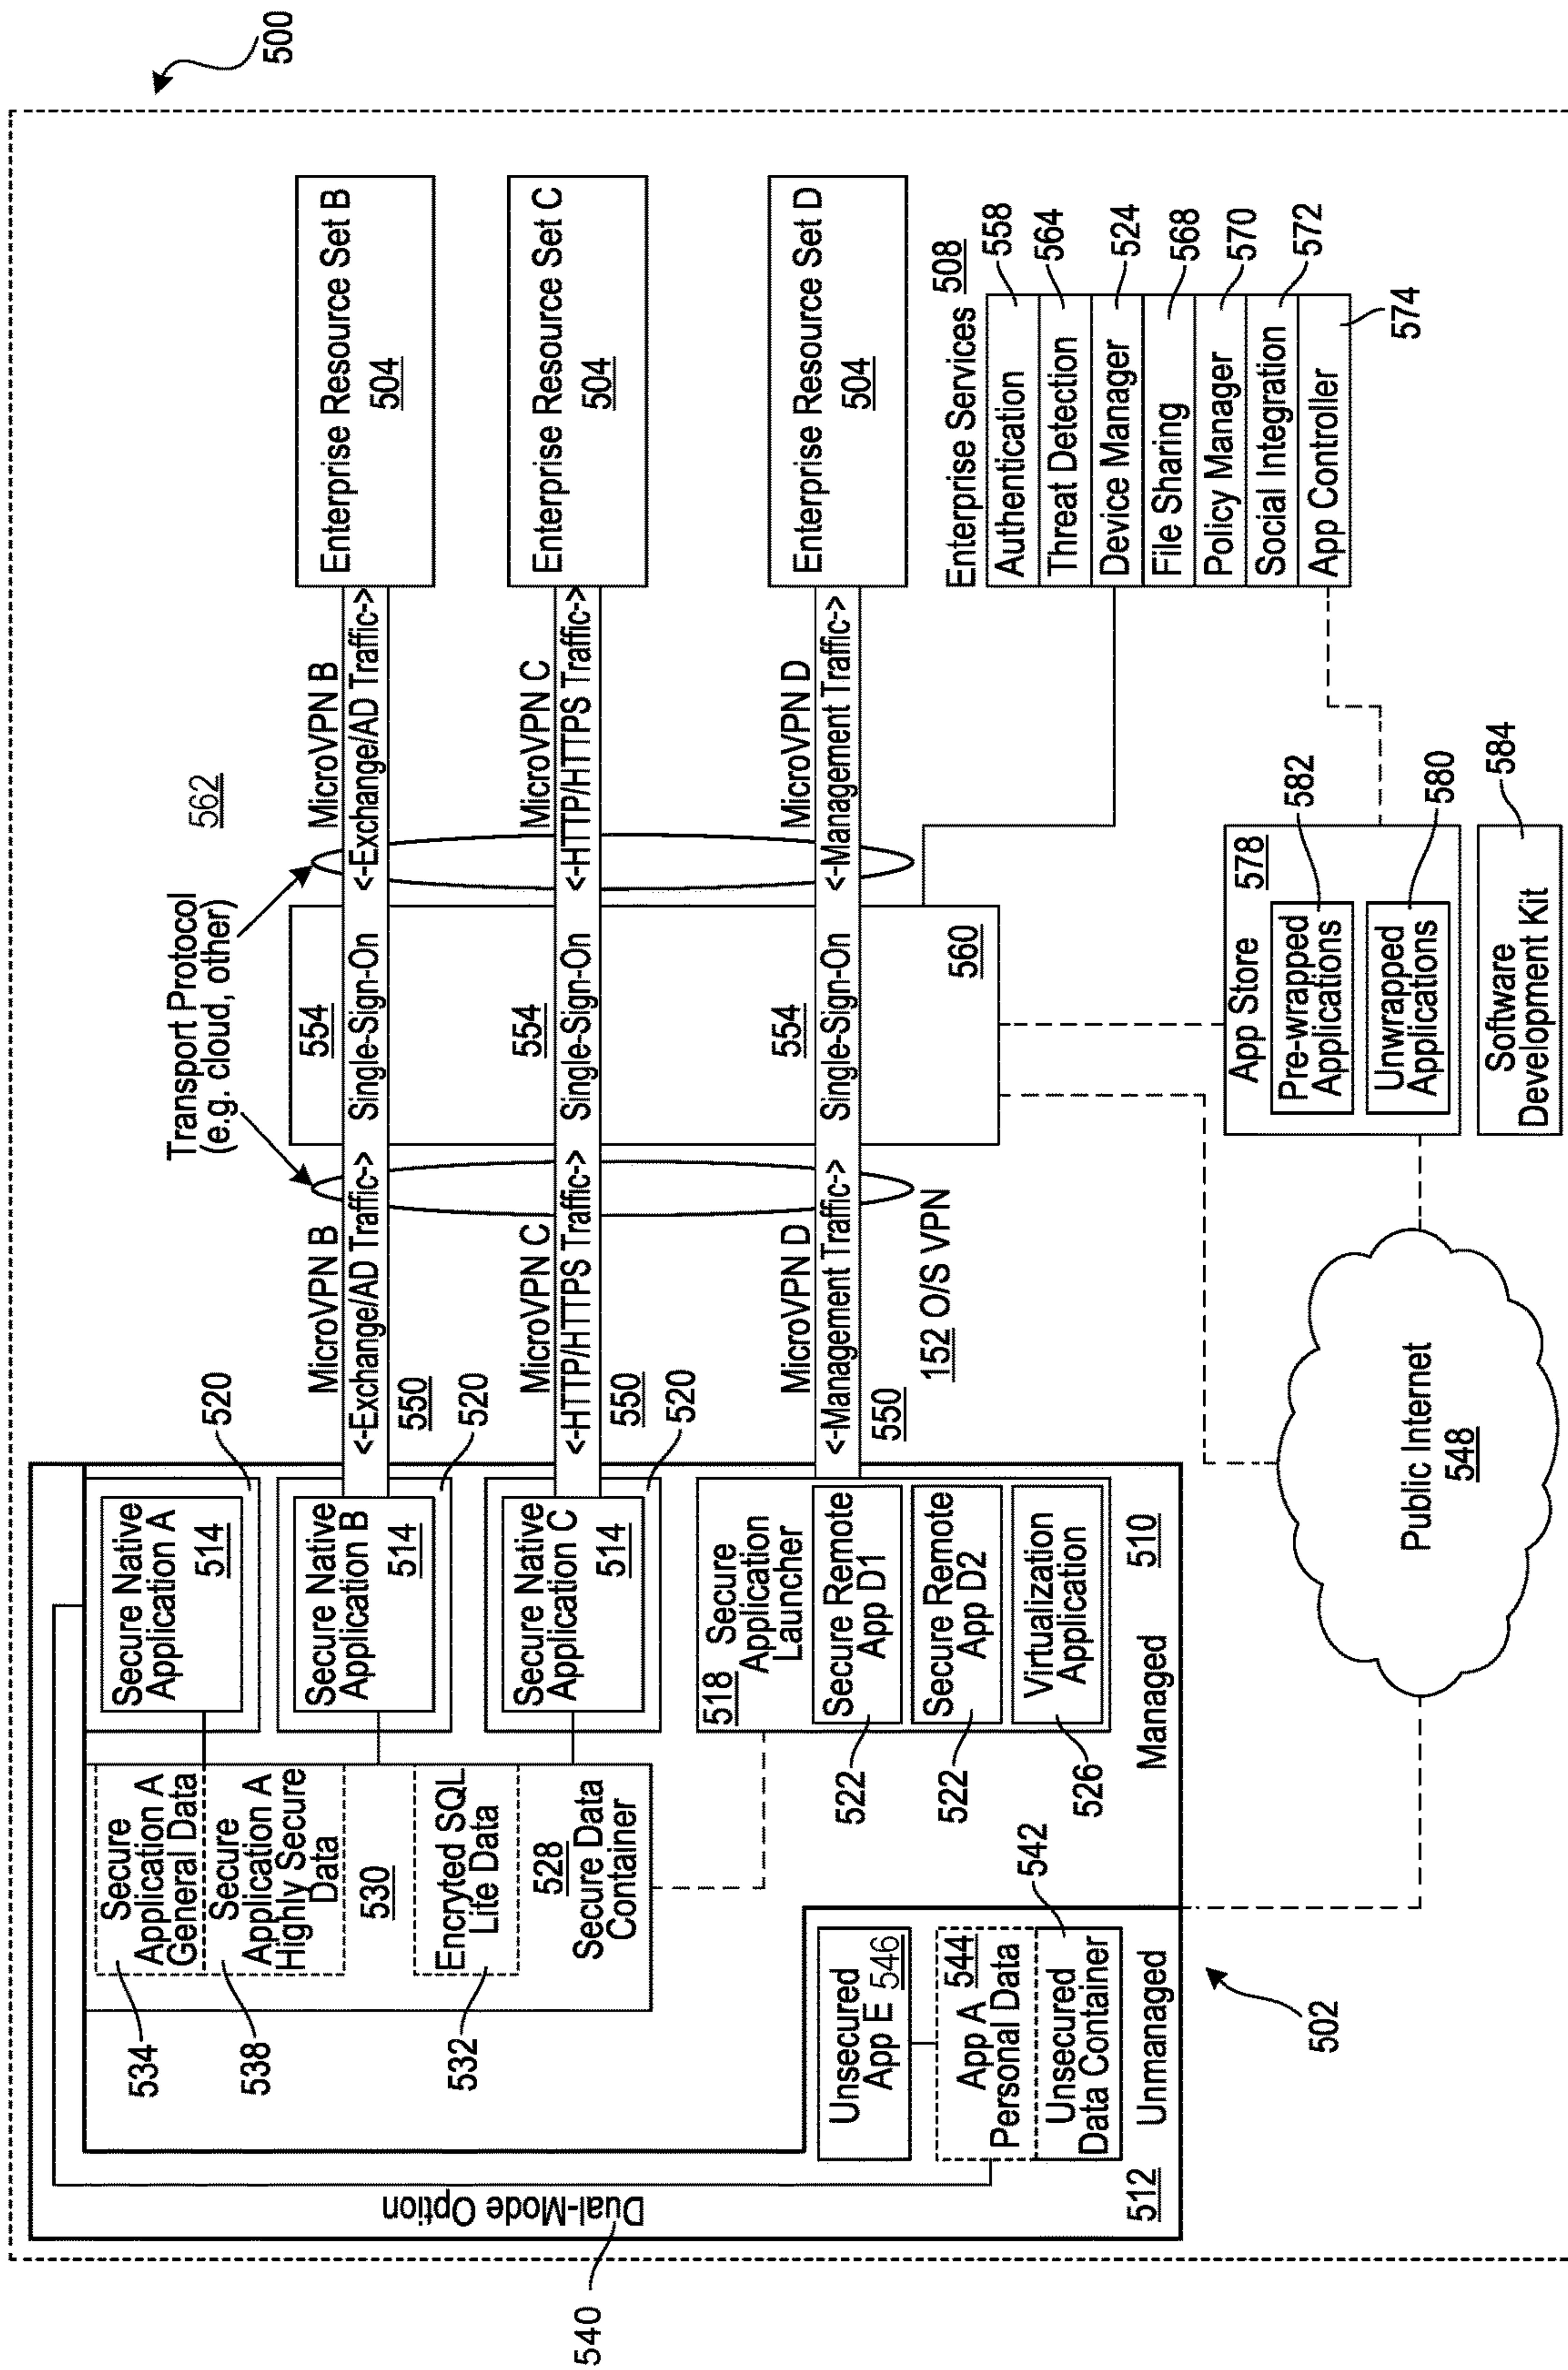 500
562
Transport Protocol
(e.g. cloud, other)
540
Dual-Mode Option
534
538
532
Secure
Application A
General Data
Secure
Application A
Highly Secure
Data
530
Encryted SQL
Lite Data
528
Secure Data
Container
Secure Native
Application A
514
520
Secure Native
Application B
514
520
Secure Native
Application C
514
520
518 Secure
Application
Launcher
Secure Remote
App D1
522
Secure Remote
App D2
522
Virtualization
Application
526
Managed
510
Unsecured
App E 546
App A 544
Personal Data
Unsecured
Data Container
542
512
Unmanaged
502
MicroVPN B
<-Exchange/AD Traffic->
550
MicroVPN C
<-HTTP/HTTPS Traffic->
550
MicroVPN D
<-Management Traffic->
550
152 O/S VPN
554
Single-Sign-On
554
Single-Sign-On
554
Single-Sign-On
560
MicroVPN B
<-Exchange/AD Traffic->
MicroVPN C
<-HTTP/HTTPS Traffic->
MicroVPN D
<-Management Traffic->
Enterprise Resource Set B
504
Enterprise Resource Set C
504
Enterprise Resource Set D
504
Enterprise Services 508
Authentication
558
Threat Detection
564
Device Manager
524
File Sharing
568
Policy Manager
570
Social Integration
572
App Controller
574
Public Internet
548
App Store 578
Pre-wrapped
Applications
582
Unwrapped
Applications
580
Software
Development Kit
584